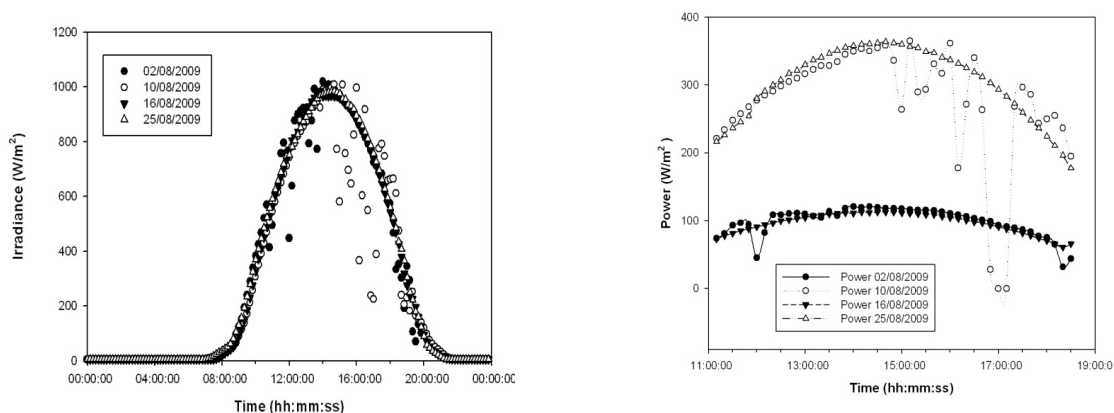 1200
1000
800
600
400
200
0
Irradiance (W/m²)
02/08/2009
10/08/2009
16/08/2009
25/08/2009
00:00:00 04:00:00 08:00:00 12:00:00 16:00:00 20:00:00 00:00:00
Time (hh:mm:ss)
400
300
200
100
0
Power (W/m²)
Power 02/08/2009
Power 10/08/2009
Power 16/08/2009
Power 25/08/2009
11:00:00 13:00:00 15:00:00 17:00:00 19:00:00
Time (hh:mm:ss)